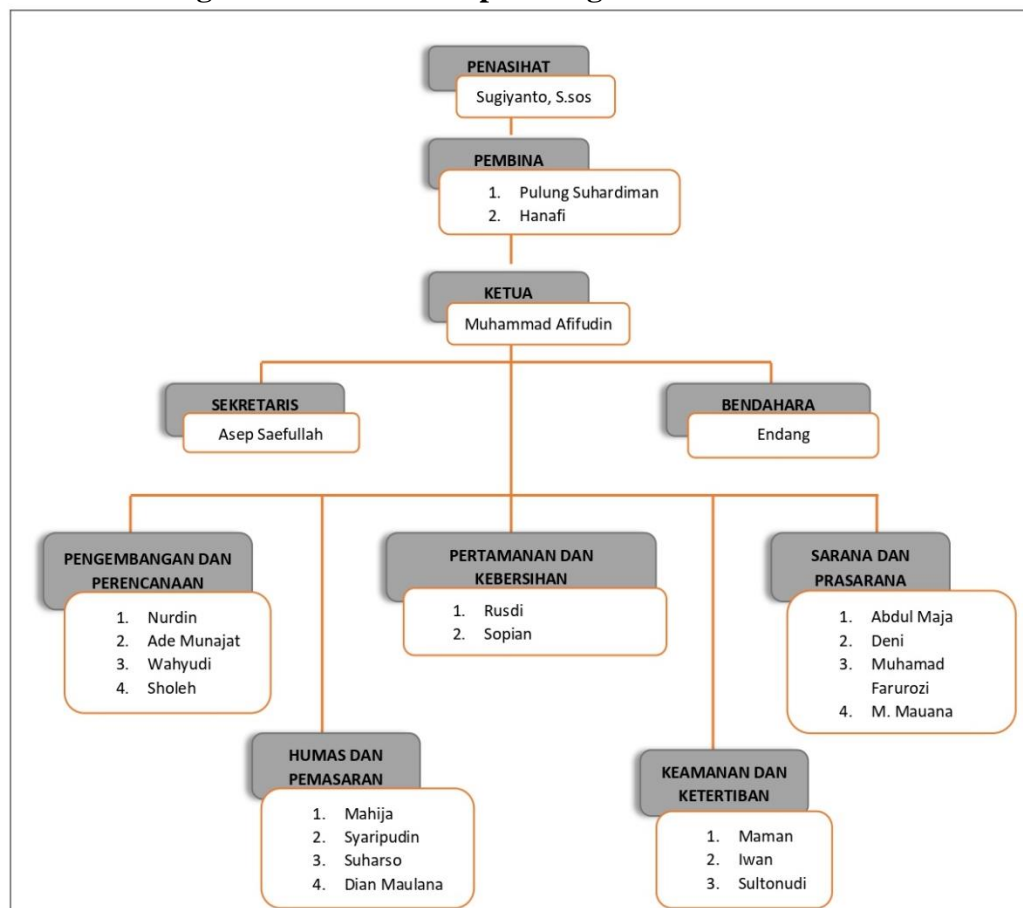 PENASIHAT
Sugiyanto, S.sos
PEMBINA
1. Pulung Suhardiman
2. Hanafi
KETUA
Muhammad Afifudin
SEKRETARIS
Asep Saefullah
BENDAHARA
Endang
PENGEMBANGAN DAN
PERENCANAAN
1. Nurdin
2. Ade Munajat
3. Wahyudi
4. Sholeh
PERTAMANAN DAN
KEBERSIHAN
1. Rusdi
2. Sopian
SARANA DAN
PRASARANA
1. Abdul Maja
2. Deni
3. Muhamad
Farurozi
4. M. Mauana
HUMAS DAN
PEMASARAN
1. Mahija
2. Syaripudin
3. Suharso
4. Dian Maulana
KEAMANAN DAN
KETERTIBAN
1. Maman
2. Iwan
3. Sultonudi